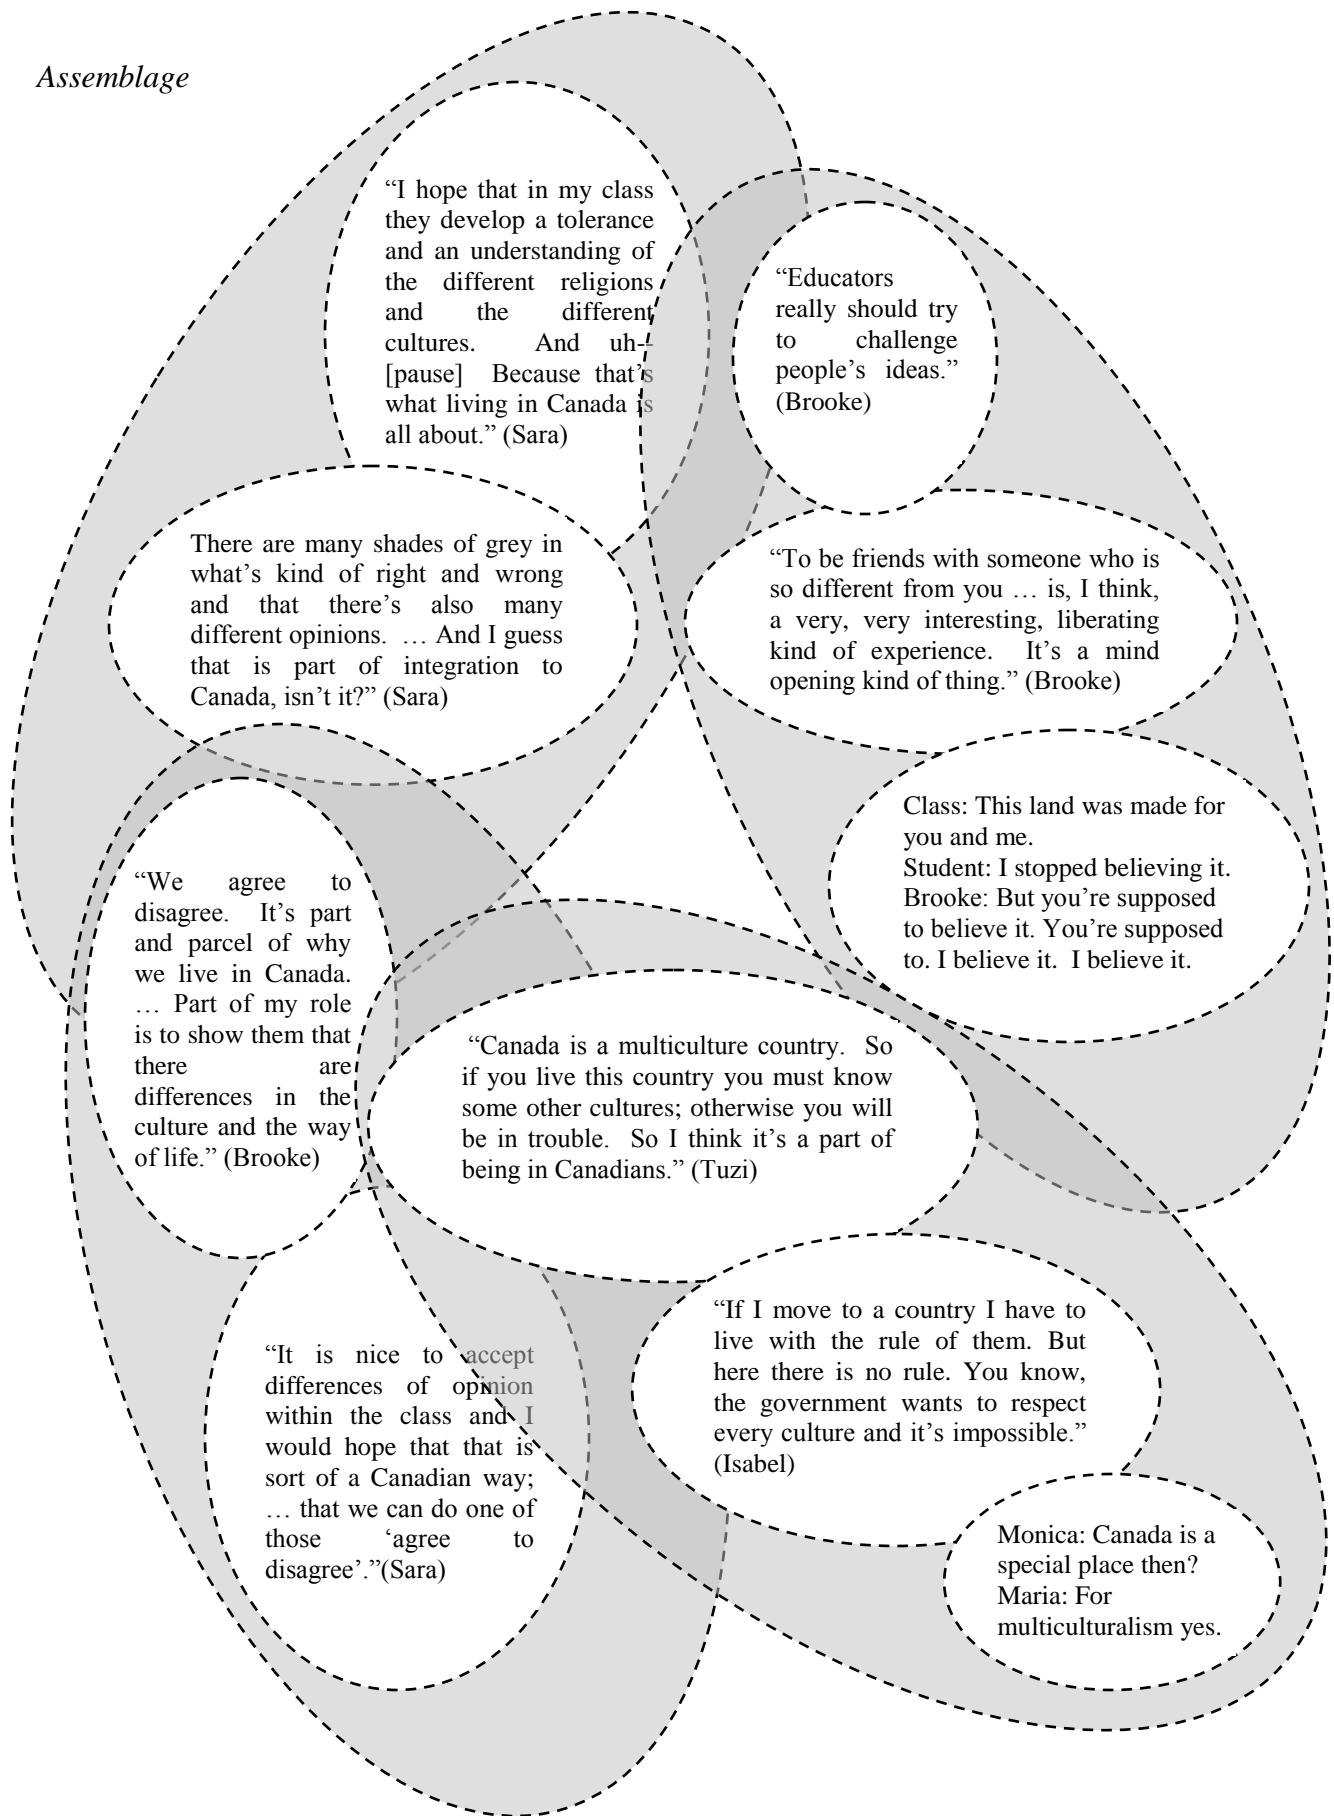 Assemblage
“I hope that in my class
they develop a tolerance
and an understanding of
the different religions
and the different
cultures. And uh--
[pause] Because that’s
what living in Canada is
all about.” (Sara)
“Educators
really should try
to challenge
people’s ideas.”
(Brooke)
There are many shades of grey in
what’s kind of right and wrong
and that there’s also many
different opinions. … And I guess
that is part of integration to
Canada, isn’t it?” (Sara)
“To be friends with someone who is
so different from you … is, I think,
a very, very interesting, liberating
kind of experience. It’s a mind
opening kind of thing.” (Brooke)
Class: This land was made for
you and me.
Student: I stopped believing it.
Brooke: But you’re supposed
to believe it. You’re supposed
to. I believe it. I believe it.
“We agree to
disagree. It’s part
and parcel of why
we live in Canada.
… Part of my role
is to show them that
there are
differences in the
culture and the way
of life.” (Brooke)
“Canada is a multiculture country. So
if you live this country you must know
some other cultures; otherwise you will
be in trouble. So I think it’s a part of
being in Canadians.” (Tuzi)
“If I move to a country I have to
live with the rule of them. But
here there is no rule. You know,
the government wants to respect
every culture and it’s impossible.”
(Isabel)
“It is nice to accept
differences of opinion
within the class and I
would hope that that is
sort of a Canadian way;
… that we can do one of
those ‘agree to
disagree’.”(Sara)
Monica: Canada is a
special place then?
Maria: For
multiculturalism yes.